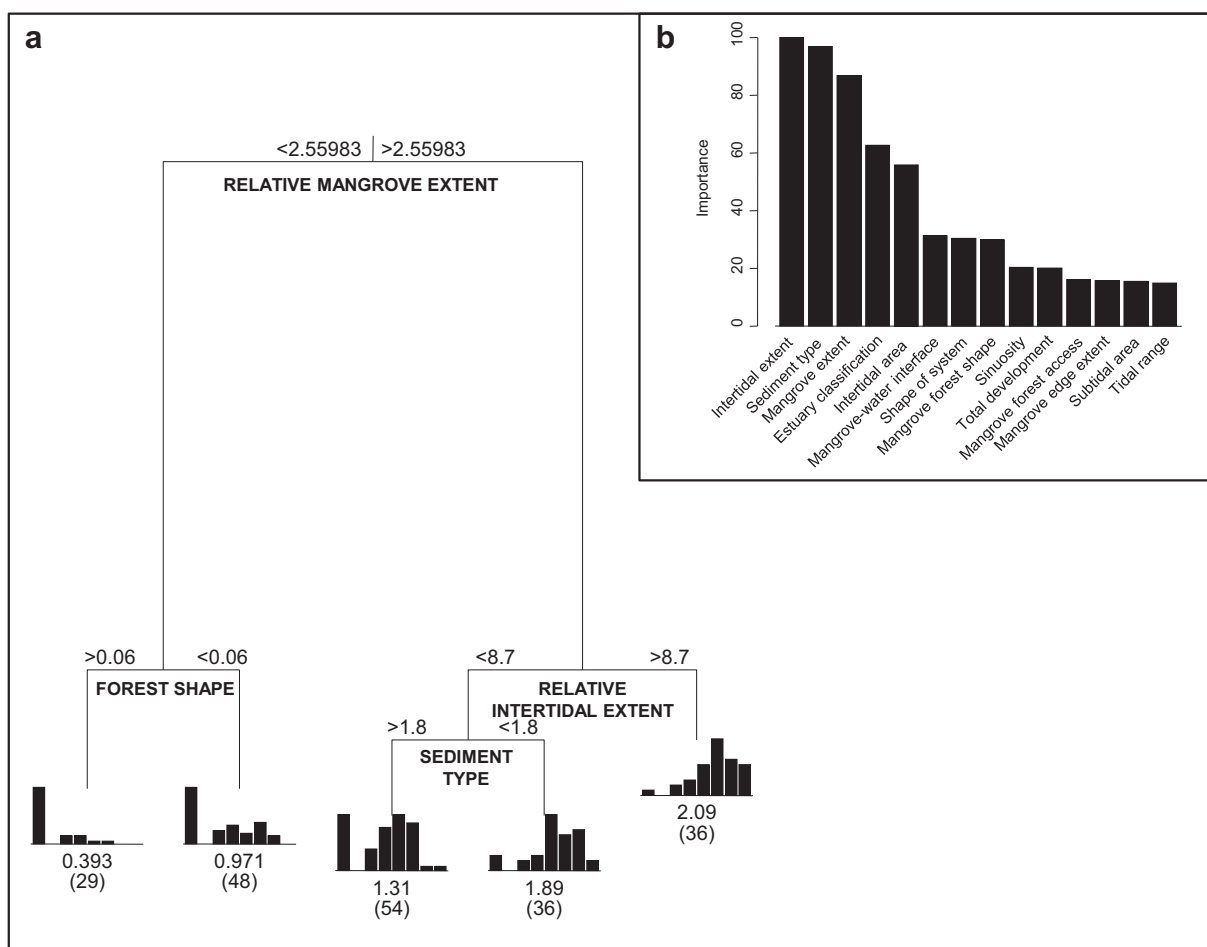 a
<2.55983 >2.55983
RELATIVE MANGROVE EXTENT
>0.06 <0.06
FOREST SHAPE
<8.7 >8.7
RELATIVE
INTERTIDAL EXTENT
>1.8 <1.8
SEDIMENT
TYPE
0.393
(29)
0.971
(48)
1.31
(54)
1.89
(36)
2.09
(36)
b
Importance
100
80
60
40
20
0
Intertidal extent
Sediment type
Mangrove extent
Estuary classification
Intertidal area
Mangrove-water interface
Shape of system
Mangrove forest shape
Sinuosity
Total development
Mangrove forest access
Mangrove edge extent
Subtidal area
Tidal range